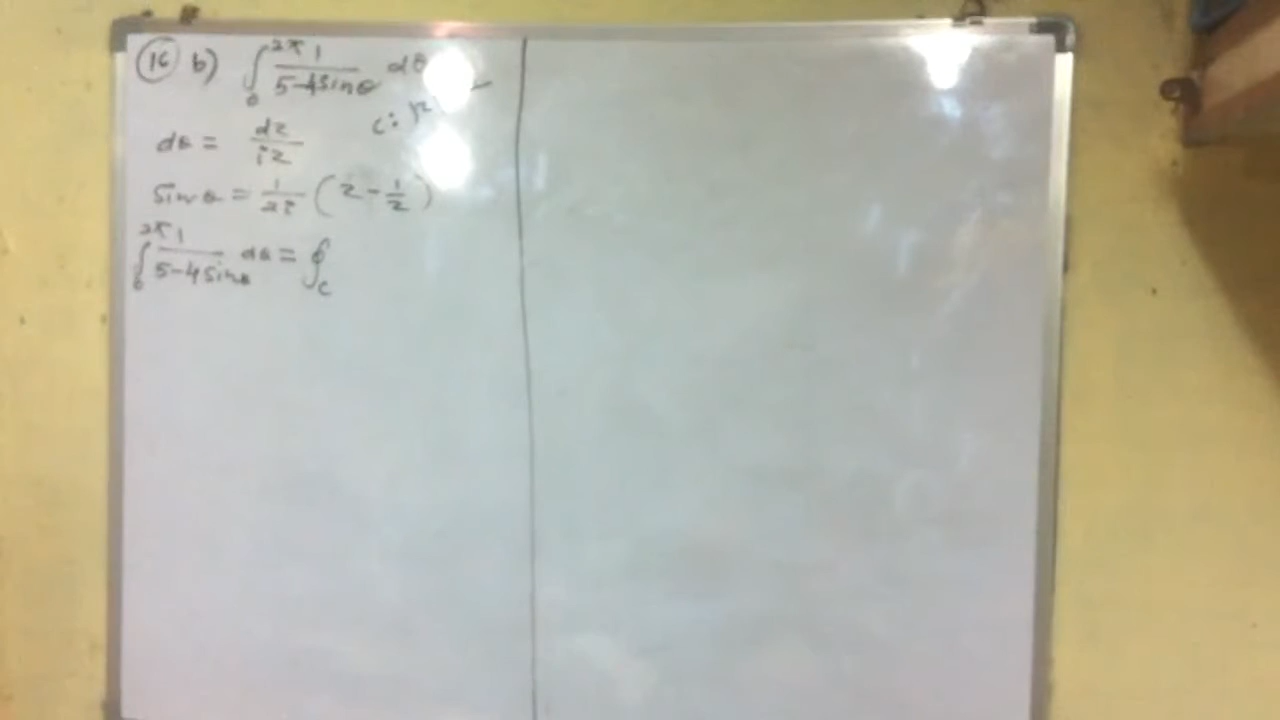 16 b) ∫₀^2π 1/(5-4Sinθ) dθ
c: |z|
dθ = dz/iz
Sinθ = 1/2i (z - 1/z)
∫₀^2π 1/(5-4Sinθ) dθ = ∮c